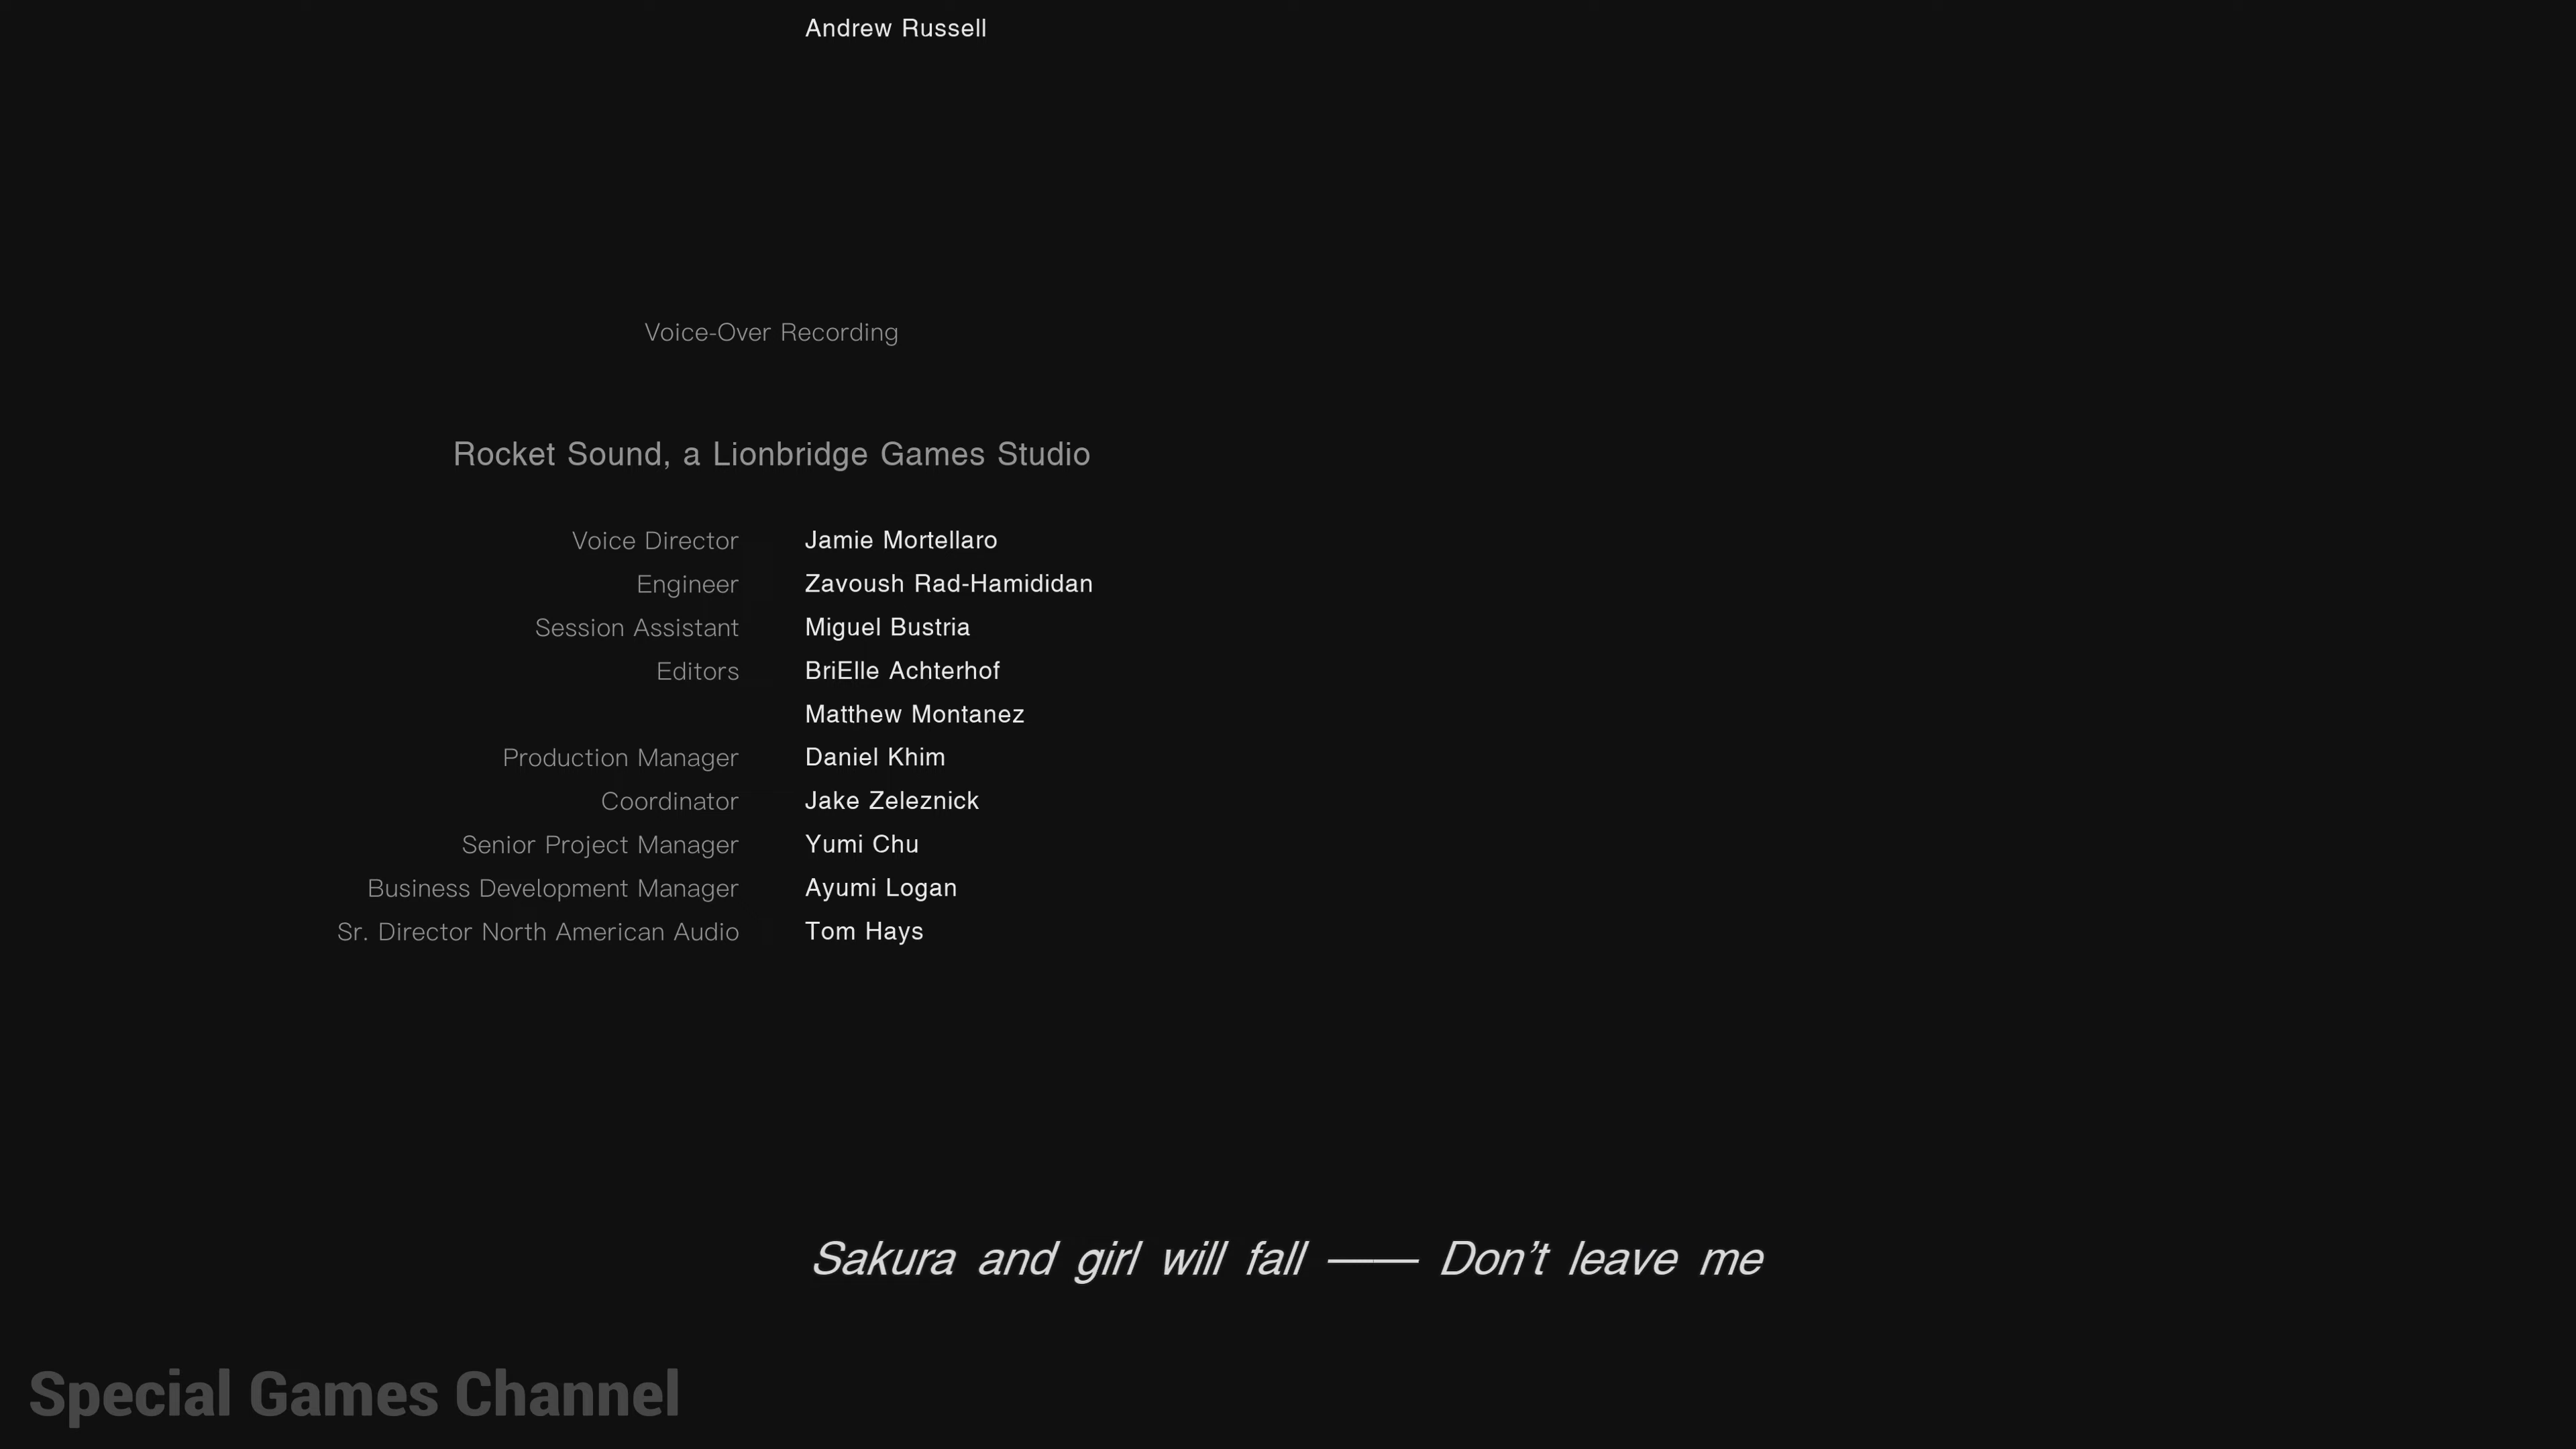 Andrew Russell
Voice-Over Recording
Rocket Sound, a Lionbridge Games Studio
Voice Director Jamie Mortellaro
Engineer Zavoush Rad-Hamididan
Session Assistant Miguel Bustria
Editors BriElle Achterhof
Matthew Montanez
Production Manager Daniel Khim
Coordinator Jake Zeleznick
Senior Project Manager Yumi Chu
Business Development Manager Ayumi Logan
Sr. Director North American Audio Tom Hays
Sakura and girl will fall —— Don't leave me
Special Games Channel